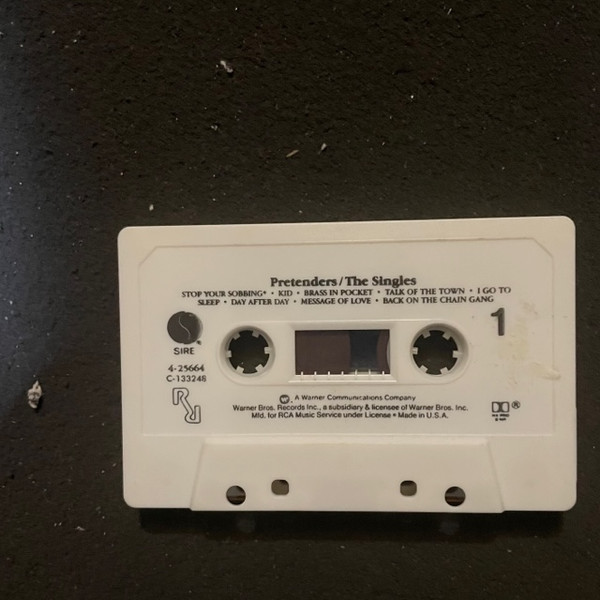 Pretenders/The Singles
STOP YOUR SOBBING* • KID • BRASS IN POCKET • TALK OF THE TOWN • I GO TO
SLEEP • DAY AFTER DAY • MESSAGE OF LOVE • BACK ON THE CHAIN GANG
1
SIRE
4-25664
C-133248
A Warner Communications Company
Warner Bros. Records Inc., a subsidiary & licensee of Warner Bros. Inc.
Mfd. for RCA Music Service under License • Made in U.S.A.